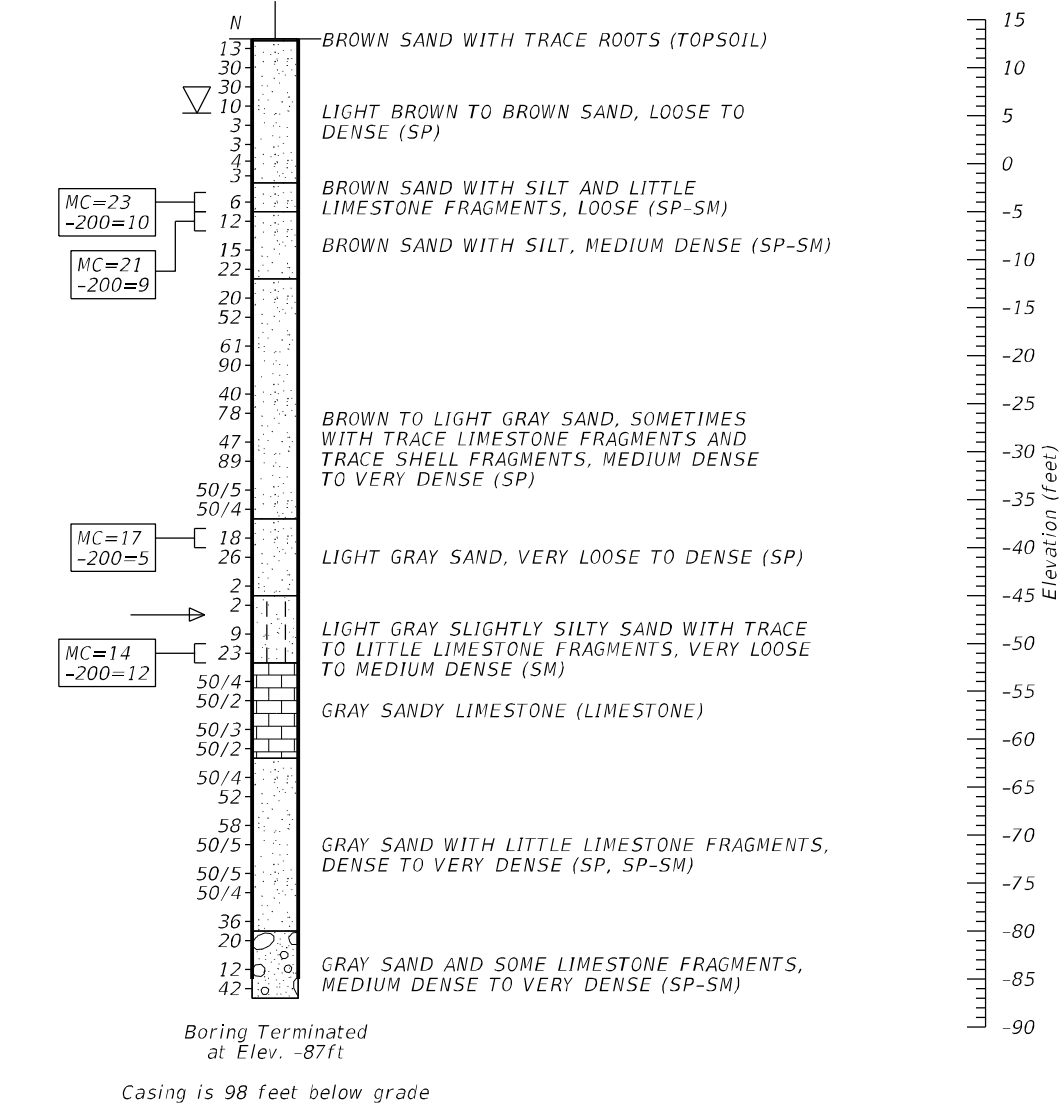 N
13
30
30
10
3
3
4
3
6
12
15
22
20
52
61
90
40
78
47
89
50/5
50/4
18
26
2
2
9
23
50/4
50/2
50/3
50/2
50/4
52
58
50/5
50/5
50/4
36
20
12
42
MC=23
-200=10
MC=21
-200=9
MC=17
-200=5
MC=14
-200=12
BROWN SAND WITH TRACE ROOTS (TOPSOIL)
LIGHT BROWN TO BROWN SAND, LOOSE TO
DENSE (SP)
BROWN SAND WITH SILT AND LITTLE
LIMESTONE FRAGMENTS, LOOSE (SP-SM)
BROWN SAND WITH SILT, MEDIUM DENSE (SP-SM)
BROWN TO LIGHT GRAY SAND, SOMETIMES
WITH TRACE LIMESTONE FRAGMENTS AND
TRACE SHELL FRAGMENTS, MEDIUM DENSE
TO VERY DENSE (SP)
LIGHT GRAY SAND, VERY LOOSE TO DENSE (SP)
LIGHT GRAY SLIGHTLY SILTY SAND WITH TRACE
TO LITTLE LIMESTONE FRAGMENTS, VERY LOOSE
TO MEDIUM DENSE (SM)
GRAY SANDY LIMESTONE (LIMESTONE)
GRAY SAND WITH LITTLE LIMESTONE FRAGMENTS,
DENSE TO VERY DENSE (SP, SP-SM)
GRAY SAND AND SOME LIMESTONE FRAGMENTS,
MEDIUM DENSE TO VERY DENSE (SP-SM)
15
10
5
0
-5
-10
-15
-20
-25
-30
-35
-40
-45
-50
-55
-60
-65
-70
-75
-80
-85
-90
Elevation (feet)
Boring Terminated
at Elev. -87ft
Casing is 98 feet below grade